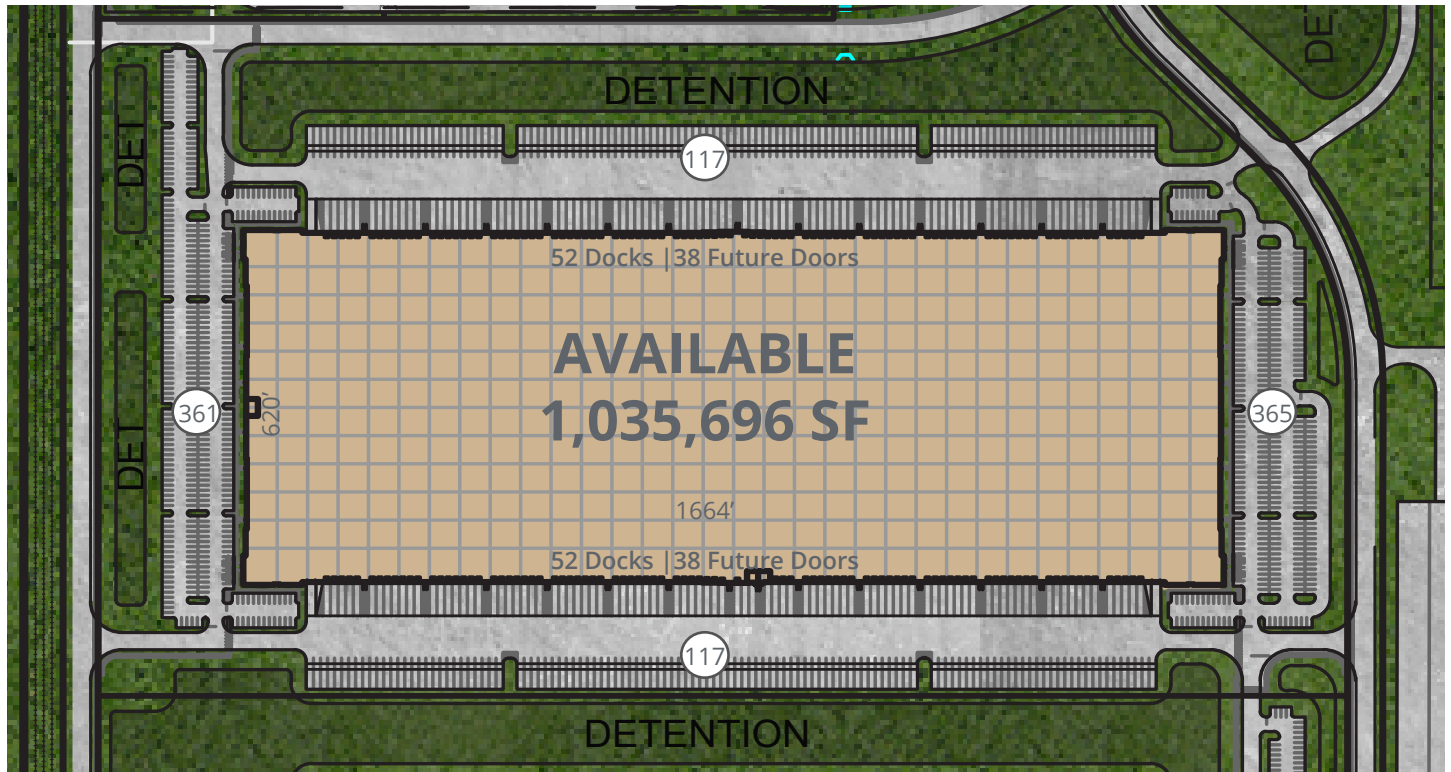 DET
DETENTION
DET
117
52 Docks |38 Future Doors
AVAILABLE
1,035,696 SF
361
620'
365
DET
1664'
52 Docks |38 Future Doors
117
DETENTION